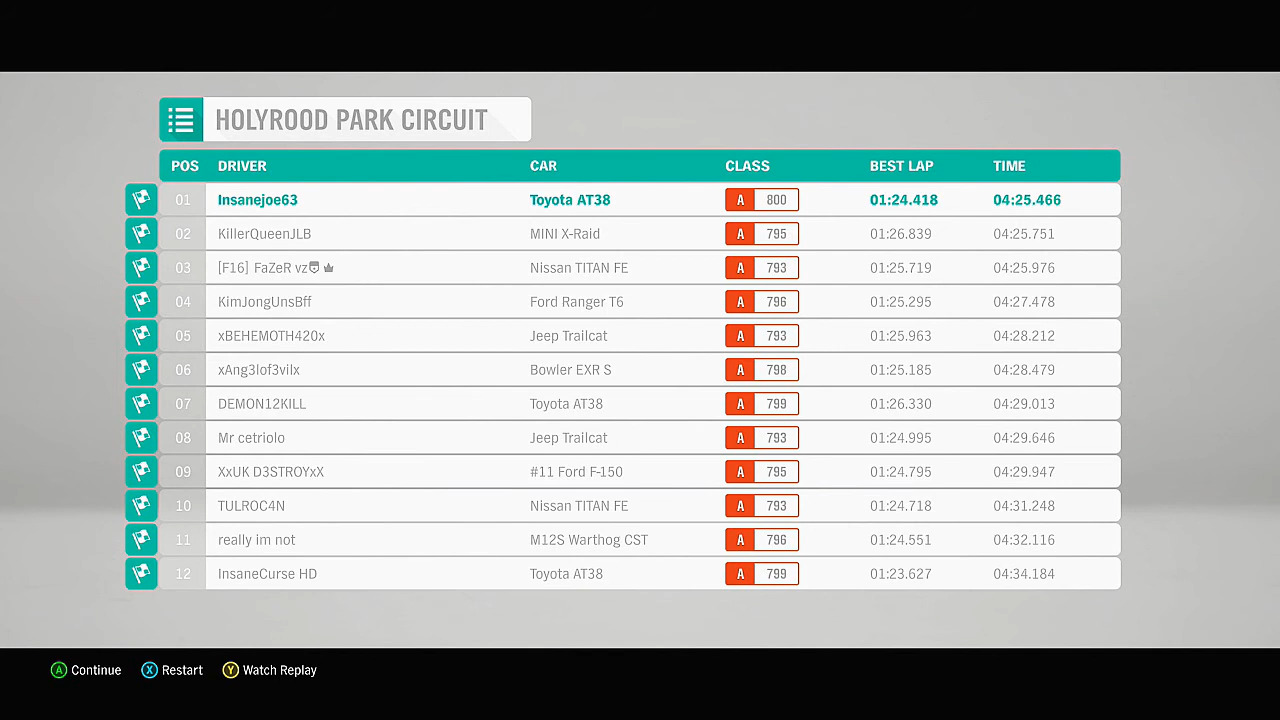 HOLYROOD PARK CIRCUIT
POS DRIVER CAR CLASS BEST LAP TIME
01 Insanejoe63 Toyota AT38 A 800 01:24.418 04:25.466
02 KillerQueenJLB MINI X-Raid A 795 01:26.839 04:25.751
03 [F16] FaZeR vz A 793 01:25.719 04:25.976 Nissan TITAN FE
04 KimJongUnsBff Ford Ranger T6 A 796 01:25.295 04:27.478
05 xBEHEMOTH420x Jeep Trailcat A 793 01:25.963 04:28.212
06 xAng3lof3vilx Bowler EXR S A 798 01:25.185 04:28.479
07 DEMON12KILL Toyota AT38 A 799 01:26.330 04:29.013
08 Mr cetriolo Jeep Trailcat A 793 01:24.995 04:29.646
09 XxUK D3STROYxX #11 Ford F-150 A 795 01:24.795 04:29.947
10 TULROC4N Nissan TITAN FE A 793 01:24.718 04:31.248
11 really im not M12S Warthog CST A 796 01:24.551 04:32.116
12 InsaneCurse HD Toyota AT38 A 799 01:23.627 04:34.184
A Continue X Restart Y Watch Replay